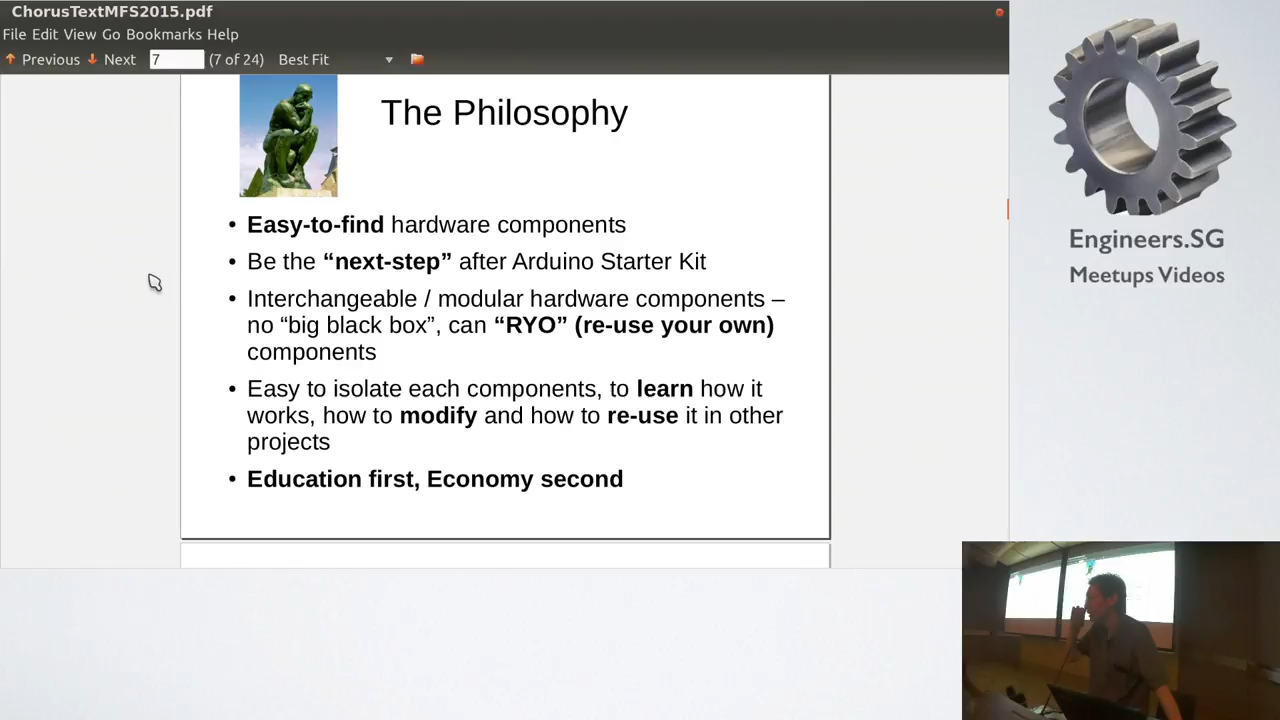 ChorusTextMFS2015.pdf
File Edit View Go Bookmarks Help
Previous Next 7 (7 of 24) Best Fit
The Philosophy
• Easy-to-find hardware components
• Be the “next-step” after Arduino Starter Kit
• Interchangeable / modular hardware components –
no “big black box”, can “RYO” (re-use your own)
components
• Easy to isolate each components, to learn how it
works, how to modify and how to re-use it in other
projects
• Education first, Economy second
Engineers.SG
Meetups Videos